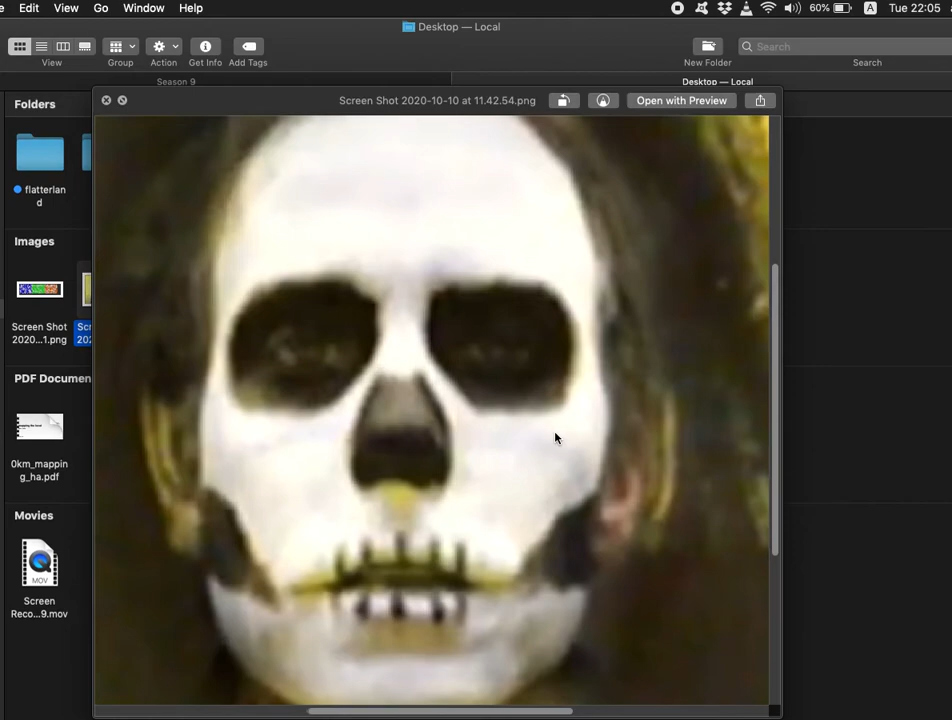 Edit View Go Window Help 60% A Tue 22:05
Desktop — Local
View Group Action Get Info Add Tags New Folder Search
Search
Season 9 Desktop — Local
Folders
Screen Shot 2020-10-10 at 11.42.54.png Open with Preview
flatterlan
d
Images
Screen Shot
2020...1.png
Scr
202
PDF Documen
0km_mappin
g_ha.pdf
Movies
MOV
Screen
Reco...9.mov